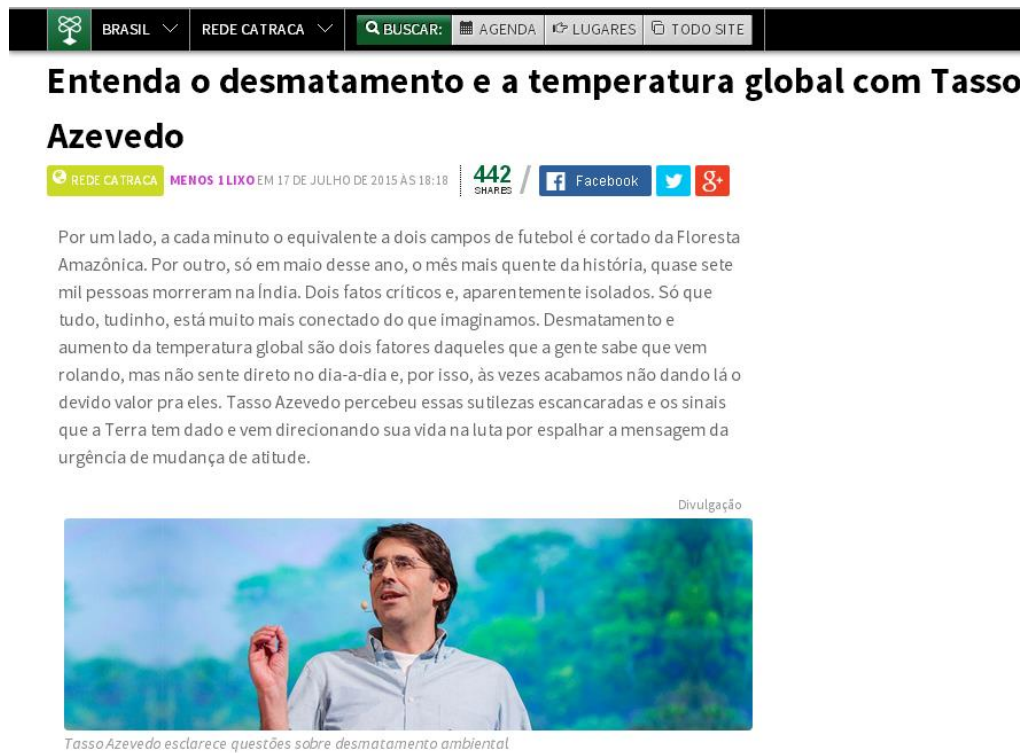 BRASIL REDE CATRACA BUSCAR: AGENDA LUGARES TODO SITE
Entenda o desmatamento e a temperatura global com Tasso
Azevedo
REDE CATRACA MENOS 1 LIXO EM 17 DE JULHO DE 2015 ÀS 18:18 442 SHARES / Facebook 8+
Por um lado, a cada minuto o equivalente a dois campos de futebol é cortado da Floresta
Amazônica. Por outro, só em maio desse ano, o mês mais quente da história, quase sete
mil pessoas morreram na Índia. Dois fatos críticos e, aparentemente isolados. Só que
tudo, tudinho, está muito mais conectado do que imaginamos. Desmatamento e
aumento da temperatura global são dois fatores daqueles que a gente sabe que vem
rolando, mas não sente direto no dia-a-dia e, por isso, às vezes acabamos não dando lá o
devido valor pra eles. Tasso Azevedo percebeu essas sutilezas escancaradas e os sinais
que a Terra tem dado e vem direcionando sua vida na luta por espalhar a mensagem da
urgência de mudança de atitude.
Divulgação
Tasso Azevedo esclarece questões sobre desmatamento ambiental